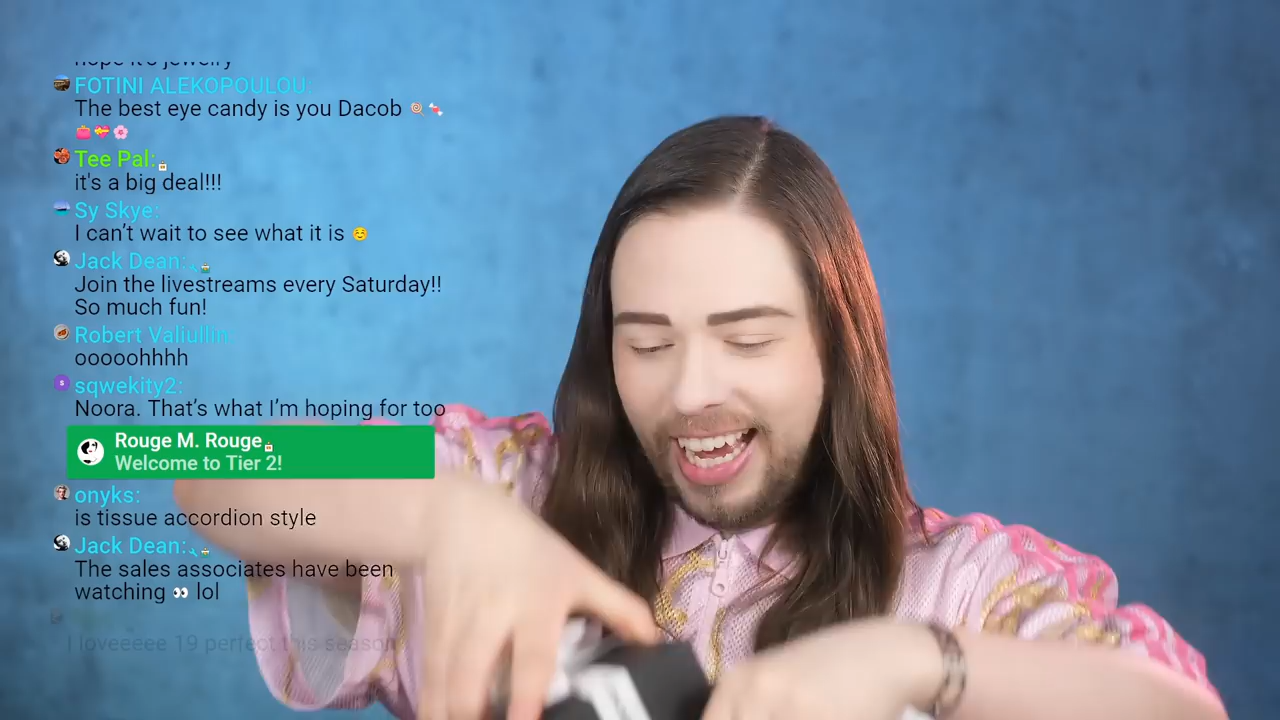 hope it's jewelry
FOTINI ALEKOPOULOU:
The best eye candy is you Dacob
Tee Pal:
it's a big deal!!!
Sy Skye:
I can't wait to see what it is
Jack Dean:
Join the livestreams every Saturday!!
So much fun!
Robert Valiullin:
ooooohhhh
sqwekity2:
Noora. That's what I'm hoping for too
Rouge M. Rouge
Welcome to Tier 2!
onyks:
is tissue accordion style
Jack Dean:
The sales associates have been
watching 👀 lol
I loveeeee 19 perfect this season